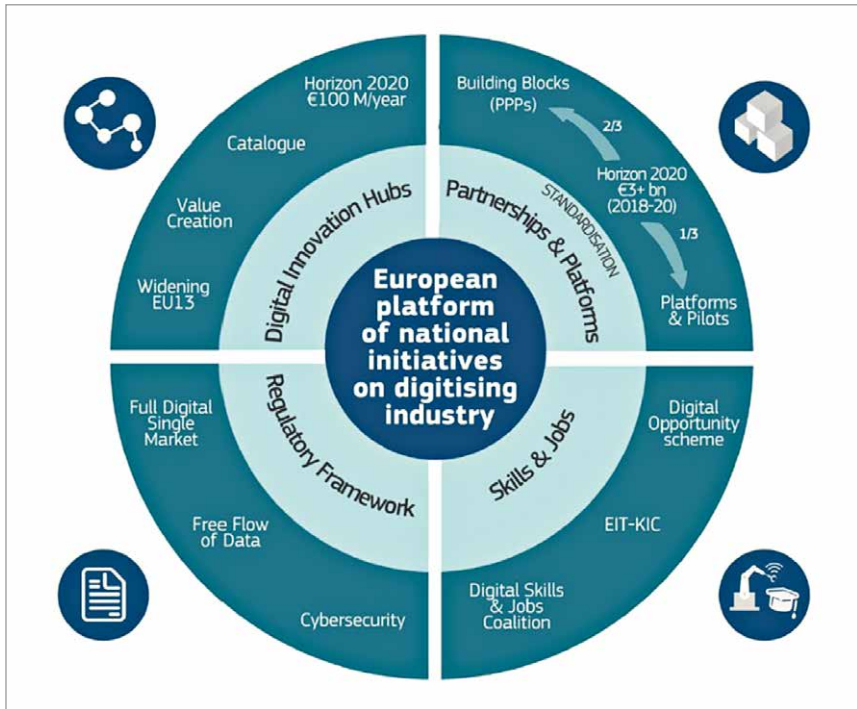 Horizon 2020
€100 M/year
Catalogue
Value
Creation
Widening
EU13
Digital Innovation Hubs
Building Blocks
(PPPs)
2/3
Horizon 2020
€3+ bn
(2018-20)
1/3
Platforms
& Pilots
STANDARDISATION
Partnerships & Platforms
European
platform
of national
initiatives
on digitising
industry
Full Digital
Single
Market
Free Flow
of Data
Cybersecurity
Regulatory Framework
Skills & Jobs
Digital
Opportunity
scheme
EIT-KIC
Digital Skills
& Jobs
Coalition